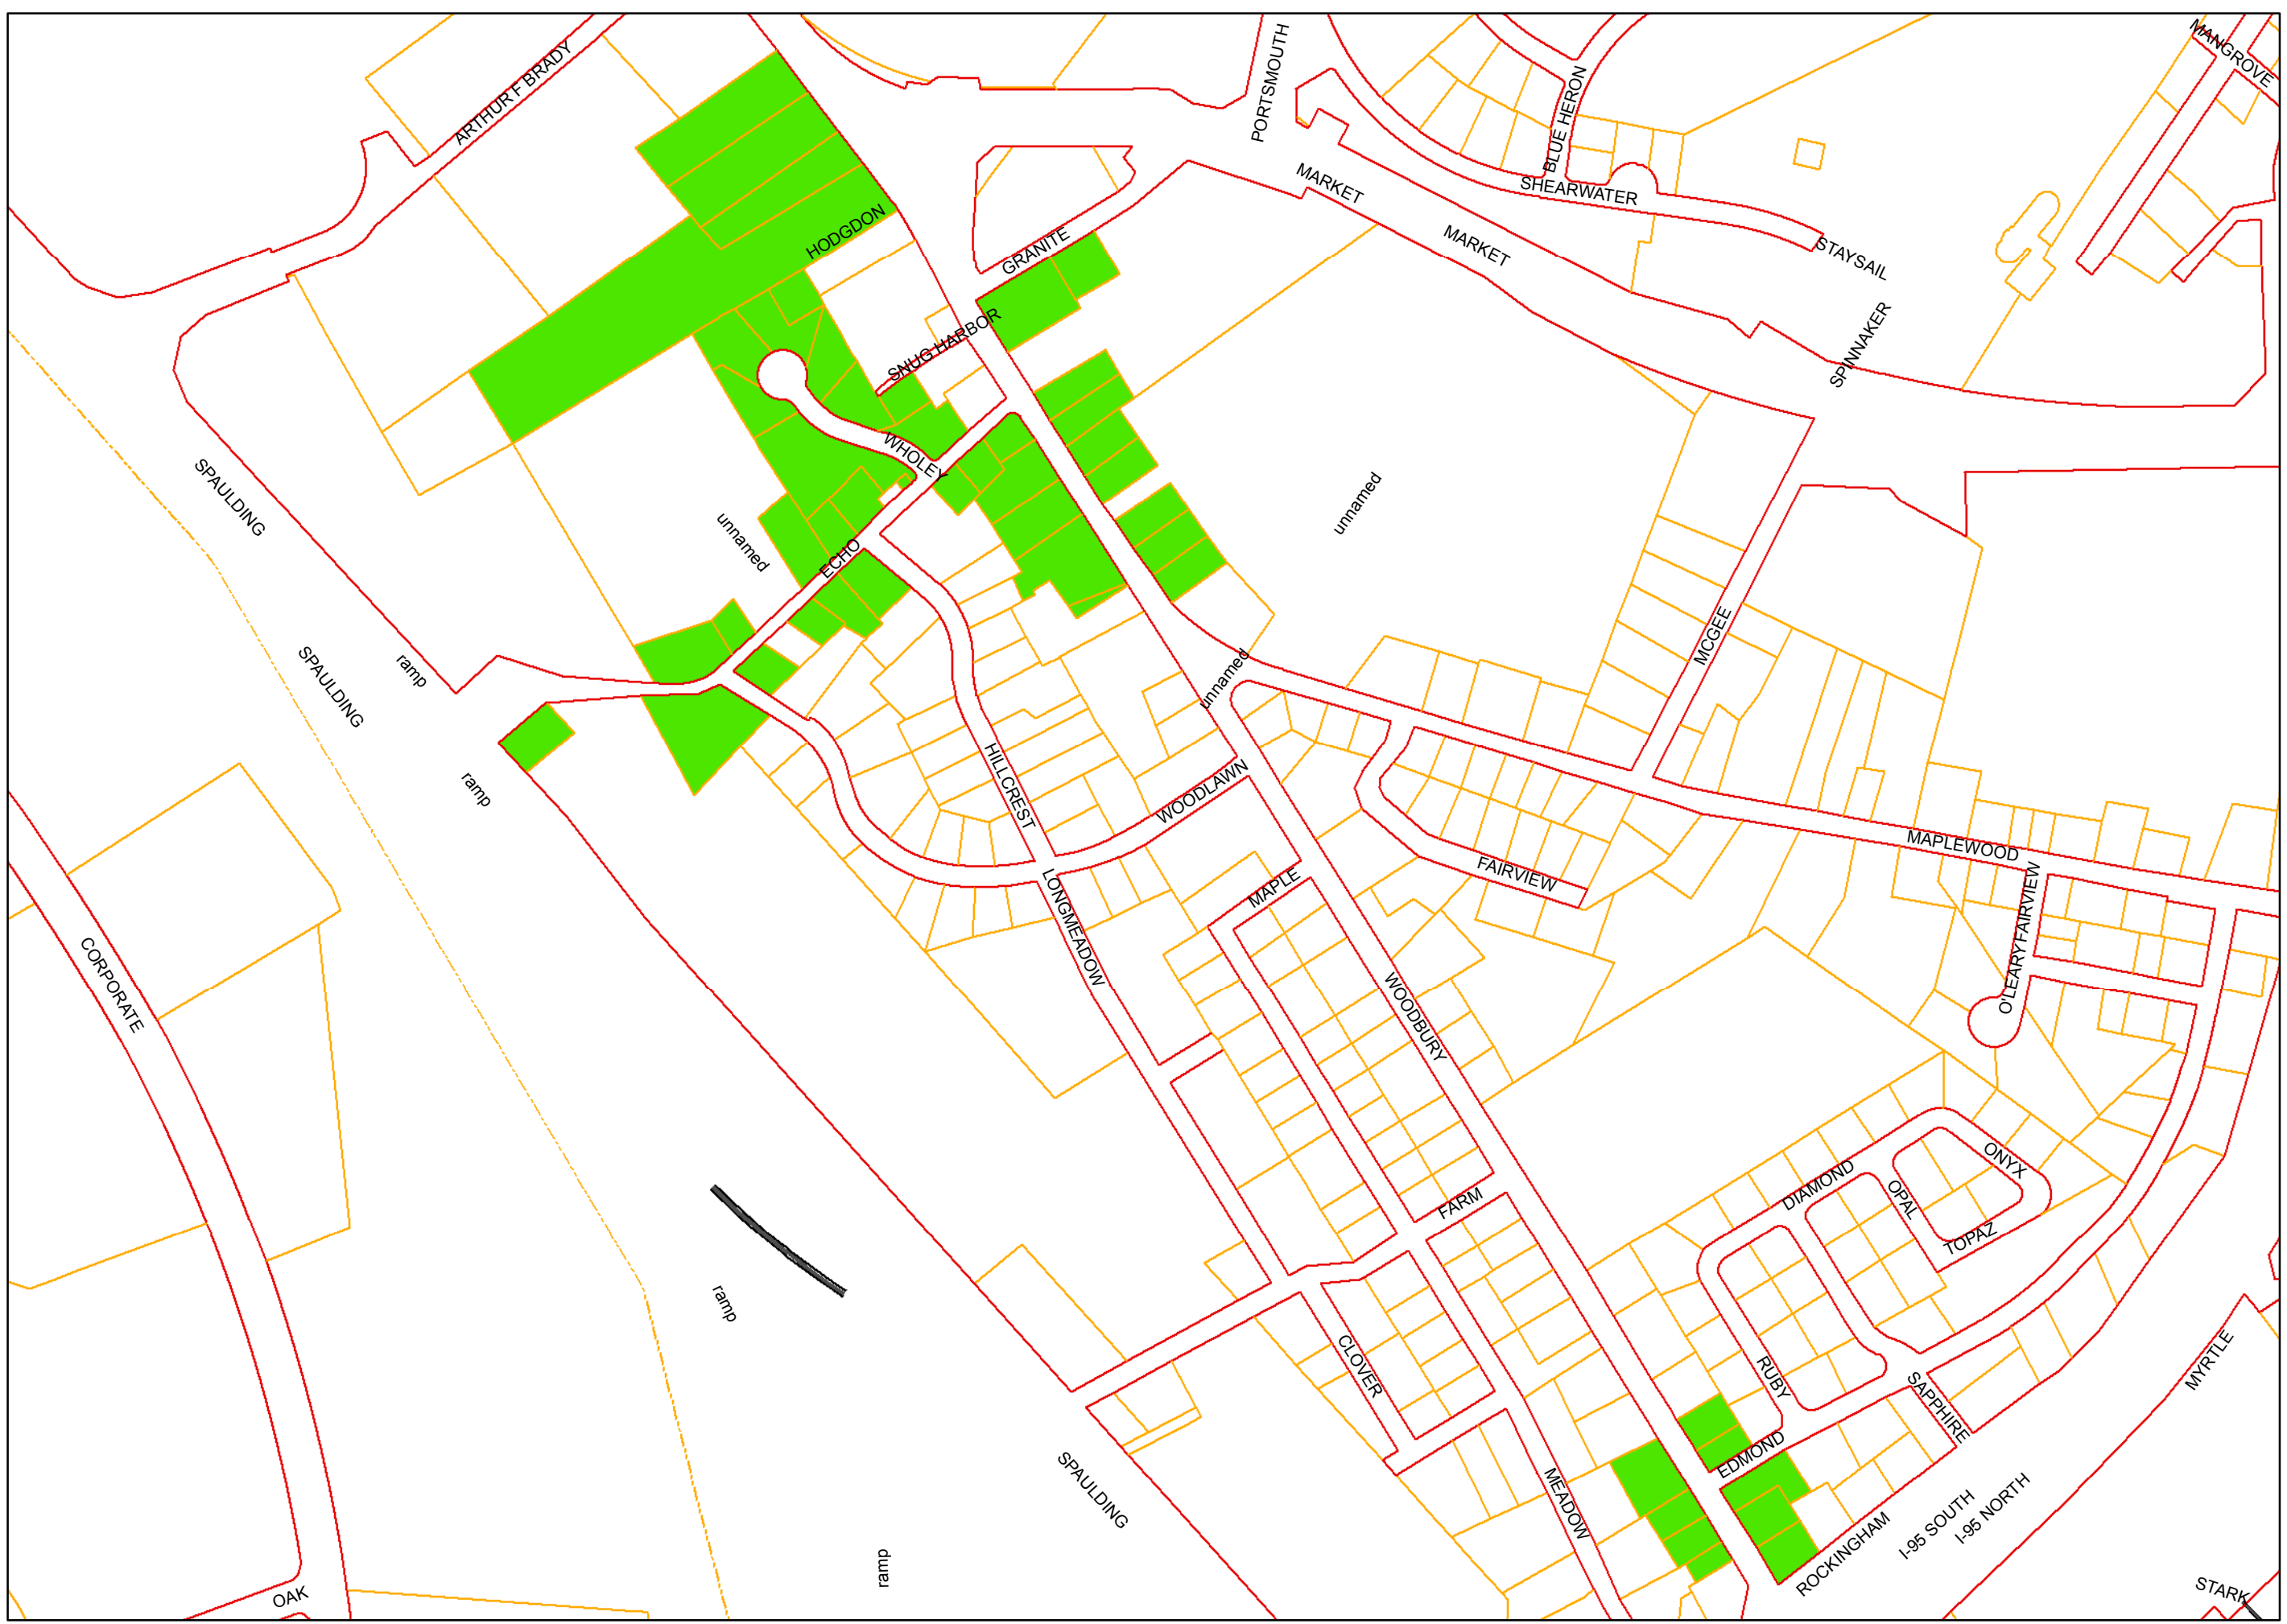 MANGROVE
ARTHUR F BRADY
PORTSMOUTH
BLUE HERON
MARKET
SHEARWATER
HODGDON
GRANITE
MARKET
STAYSAIL
SNUG HARBOR
SPINNAKER
WHOLEY
SPAULDING
unnamed
unnamed
ECHO
MCGEE
SPAULDING
ramp
unnamed
ramp
HILLCREST
WOODLAWN
MAPLEWOOD
FAIRVIEW
MAPLE
FAIRVIEW
O'LEARY
LONGMEADOW
CORPORATE
WOODBURY
ONYX
DIAMOND
OPAL
FARM
TOPAZ
ramp
CLOVER
RUBY
MYRTLE
SAPPHIRE
EDMOND
SPAULDING
MEADOW
I-95 SOUTH
I-95 NORTH
ROCKINGHAM
ramp
OAK
STARK